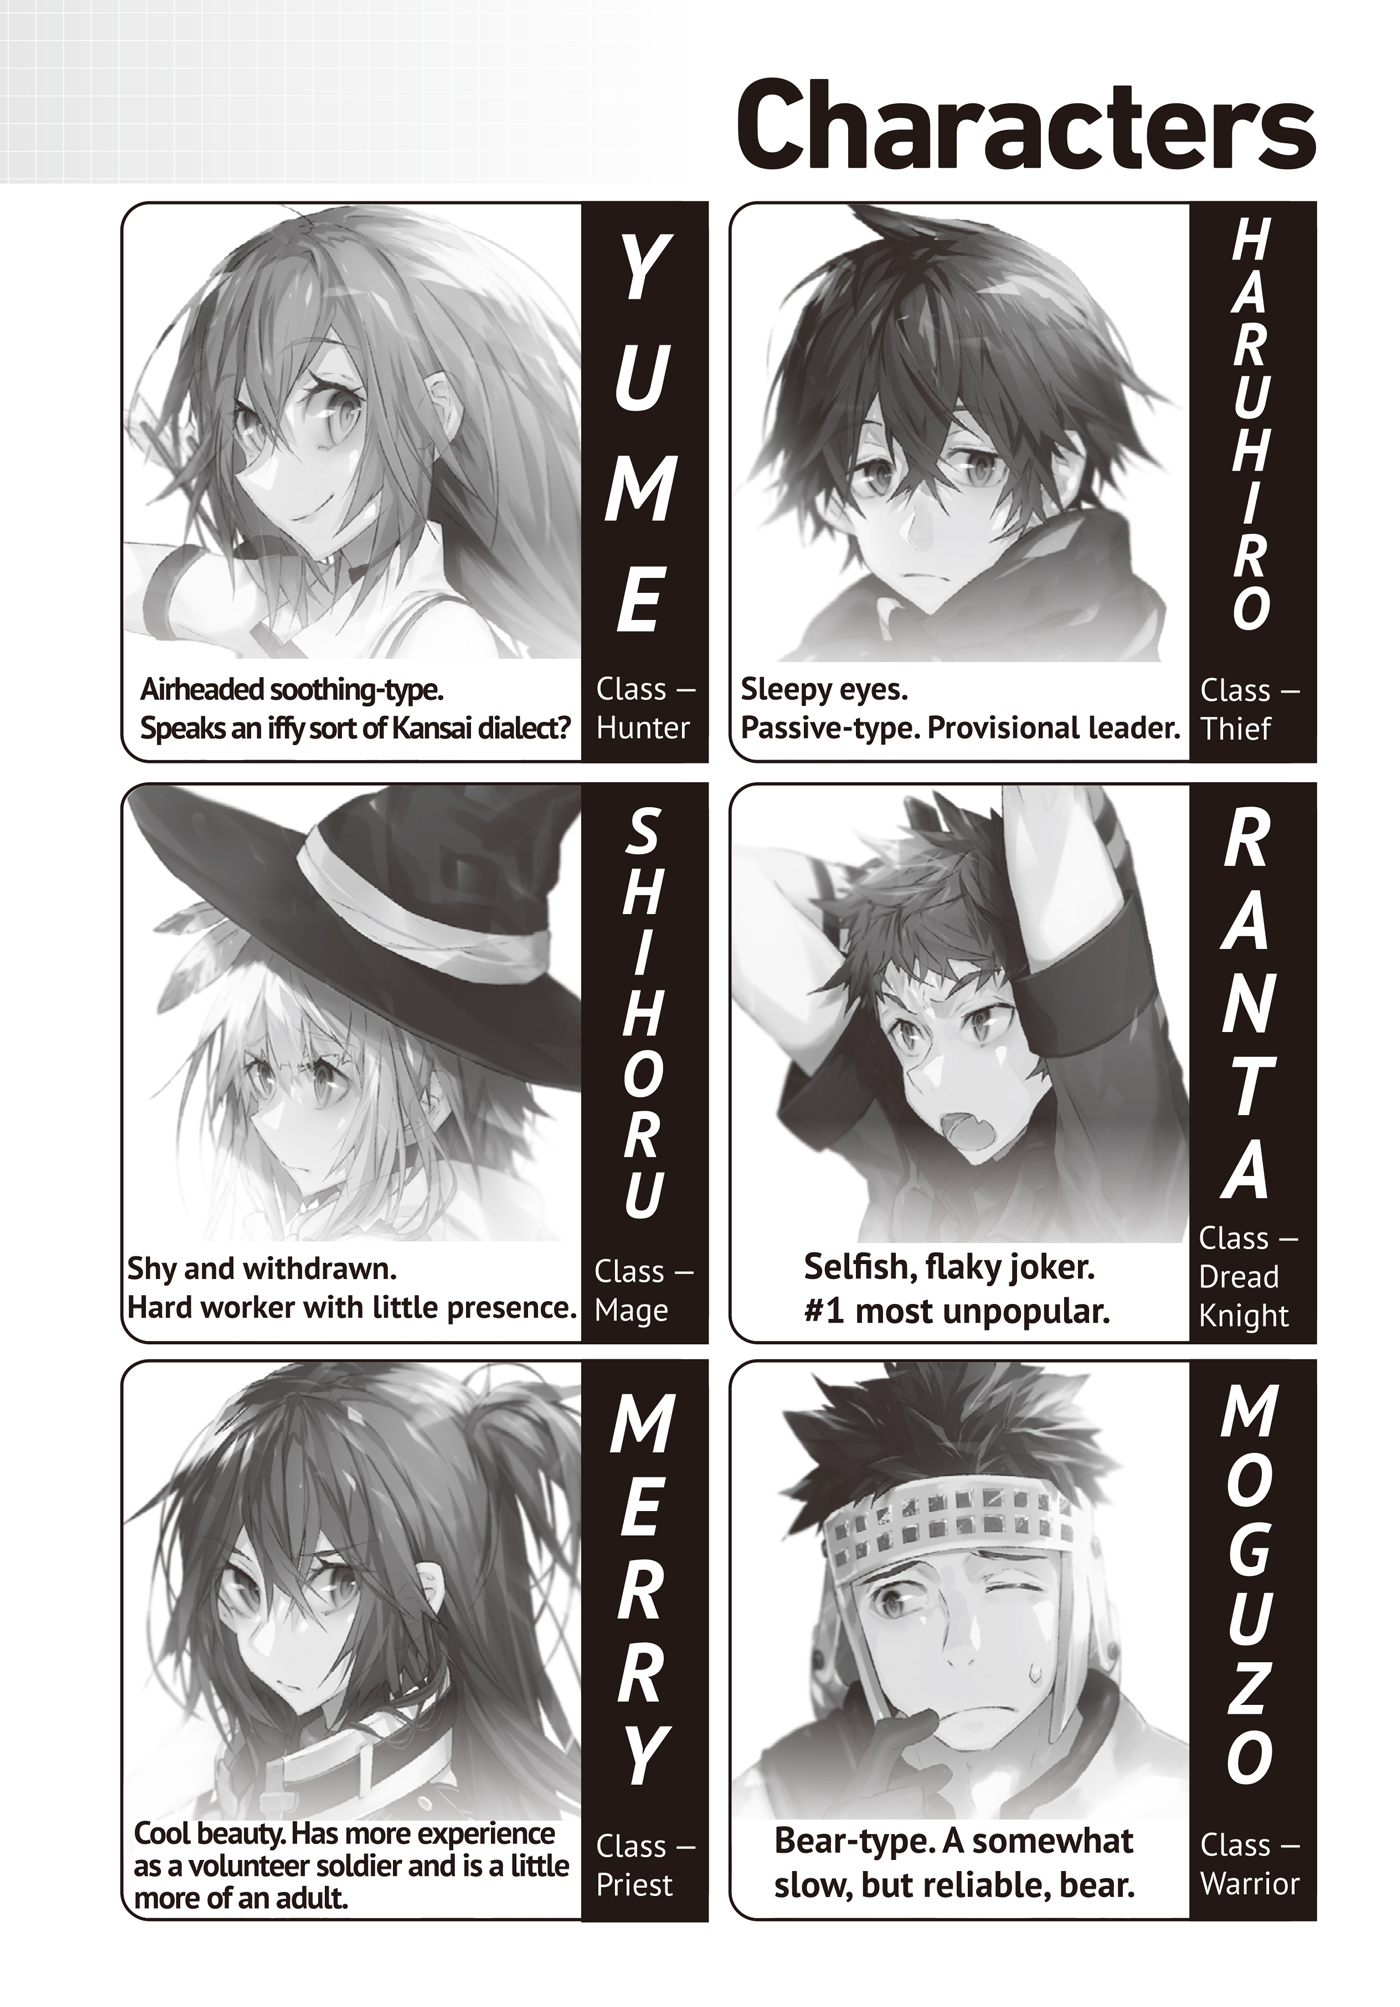 Characters
YUME
Airheaded soothing-type.
Speaks an iffy sort of Kansai dialect?
Class –
Hunter
HARUHIRO
Sleepy eyes.
Passive-type. Provisional leader.
Class –
Thief
SHIHORU
Shy and withdrawn.
Hard worker with little presence.
Class –
Mage
RANTA
Selfish, flaky joker.
#1 most unpopular.
Class –
Dread
Knight
MERRY
Cool beauty. Has more experience
as a volunteer soldier and is a little
more of an adult.
Class –
Priest
MOGUZO
Bear-type. A somewhat
slow, but reliable, bear.
Class –
Warrior